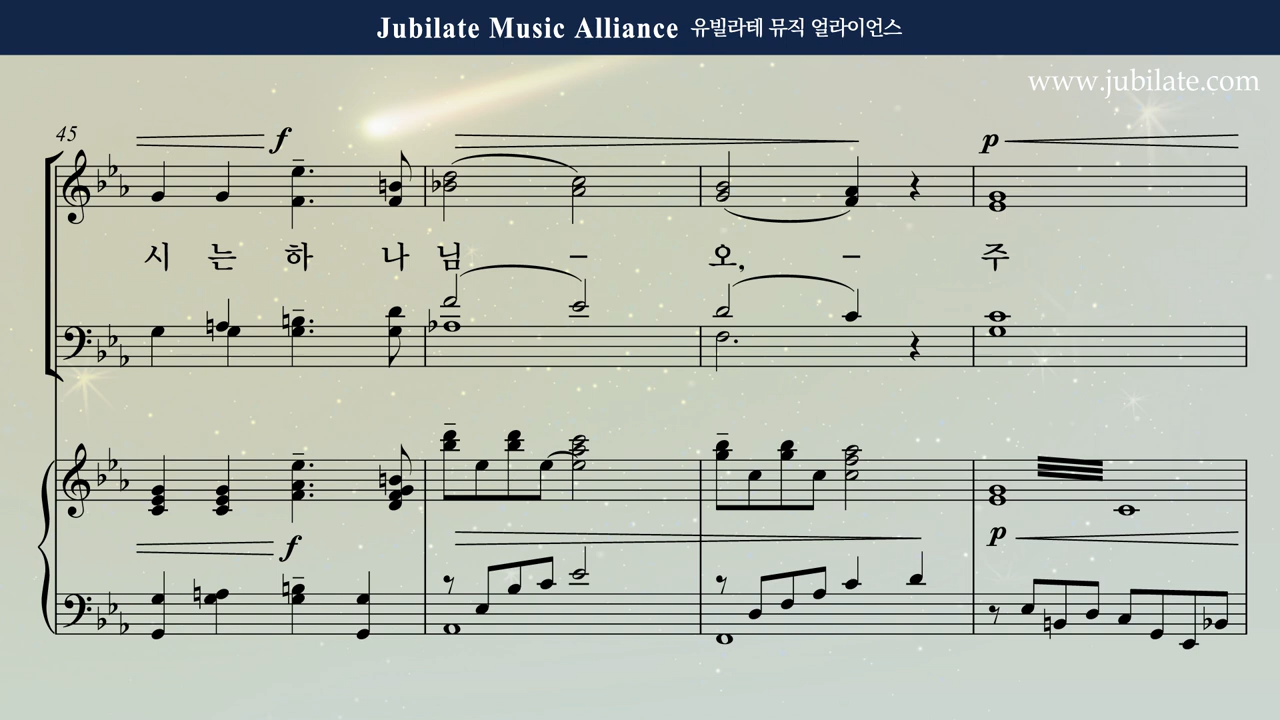 Jubilate Music Alliance 유빌라테 뮤직 얼라이언스
www.jubilate.com
45
f
p
시 는 하 나 님 – 오, – 주
f
p